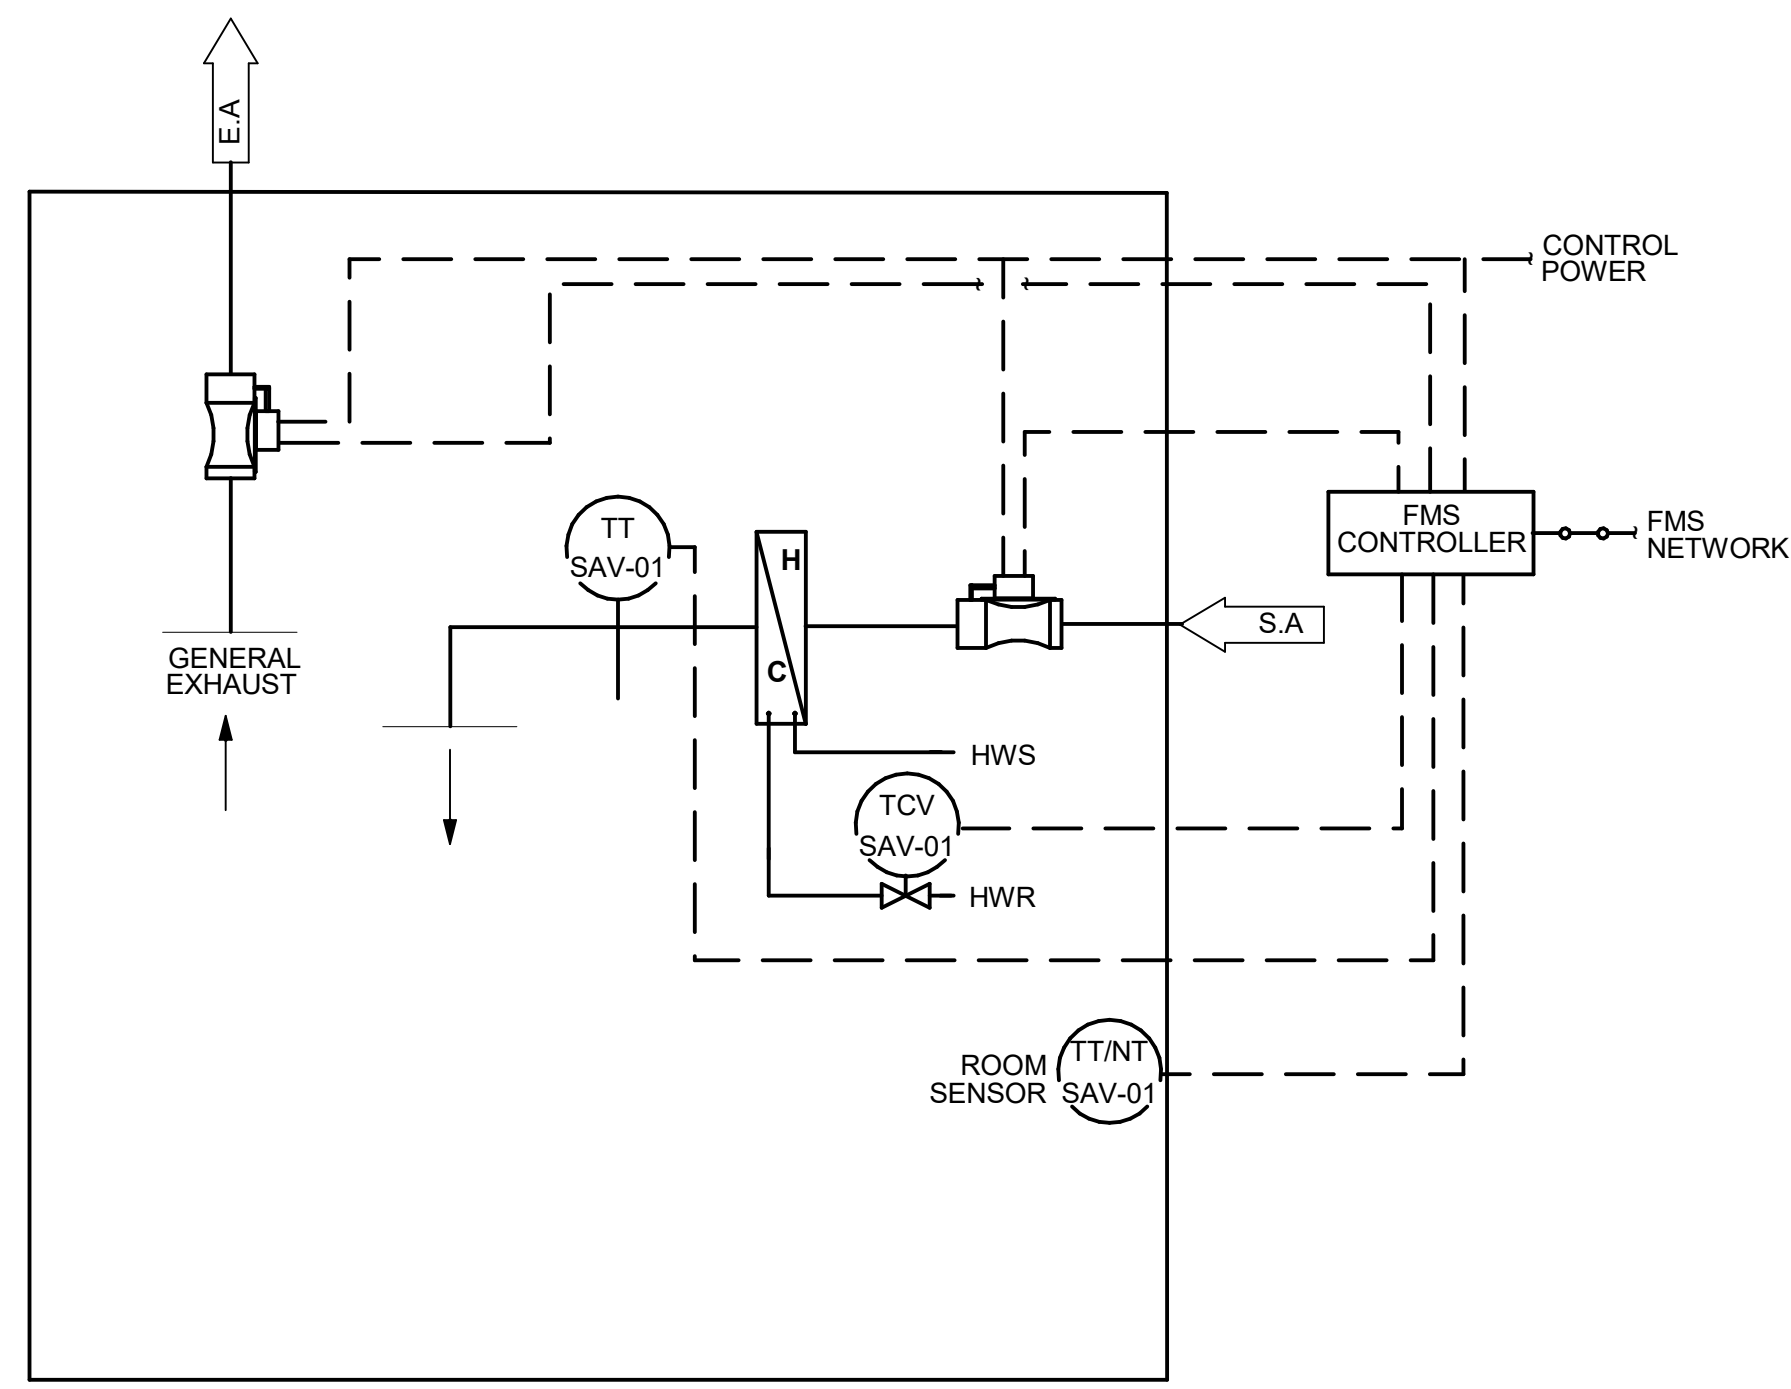 E.A
CONTROL
POWER
TT
SAV-01
FMS
CONTROLLER
FMS
NETWORK
H
C
S.A
GENERAL
EXHAUST
HWS
TCV
SAV-01
HWR
ROOM
SENSOR
TT/NT
SAV-01